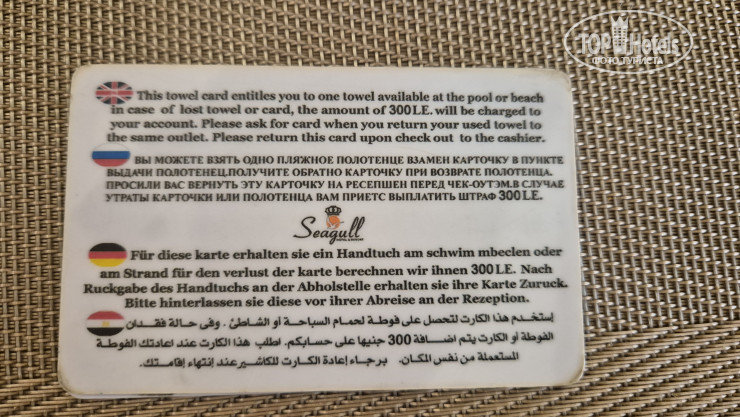 TOP Hotels
ФОТО ТУРИСТА
This towel card entitles you to one towel available at the pool or beach
in case of lost towel or card, the amount of 300LE. will be charged to
your account. Please ask for card when you return your used towel to
the same outlet. Please return this card upon check out to the cashier.
ВЫ МОЖЕТЕ ВЗЯТЬ ОДНО ПЛЯЖНОЕ ПОЛОТЕНЦЕ ВЗАМЕН КАРТОЧКУ В ПУНКТЕ
ВЫДАЧИ ПОЛОТЕНЕЦ.ПОЛУЧИТЕ ОБРАТНО КАРТОЧКУ ПРИ ВОЗВРАТЕ ПОЛОТЕНЦА.
ПРОСИЛИ ВАС ВЕРНУТЬ ЭТУ КАРТОЧКУ НА РЕСЕПШЕН ПЕРЕД ЧЕК-ОУТЭМ.В СЛУЧАЕ
УТРАТЫ КАРТОЧКИ ИЛИ ПОЛОТЕНЦА ВАМ ПРИЕТС ВЫПЛАТИТЬ ШТРАФ 300 LE.
Seagull
Für diese karte erhalten sie ein Handtuch am schwim mbeclen oder
am Strand für den verlust der karte berechnen wir ihnen 300 LE. Nach
Ruckgabe des Handtuchs an der Abholstelle erhalten sie ihre Karte Zuruck.
Bitte hinterlassen sie diese vor ihrer Abreise an der Rezeption.
إستخدم هذا الكارت لتحصل على فوطة لحمام السباحة أو الشاطئ. وفى حالة فقدان
الفوطة أو الكارت يتم اضافة 300 جنيها على حسابكم. اطلب هذا الكارت عند اعادتك الفوطة
المستعملة من نفس المكان. برجاء إعادة الكارت للكاشير عند إنتهاء إقامتك.